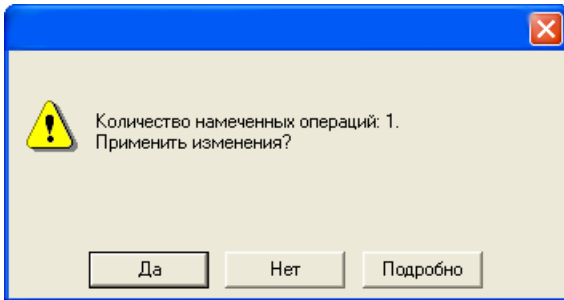 Количество намеченных операций: 1.
Применить изменения?
Да Нет Подробно